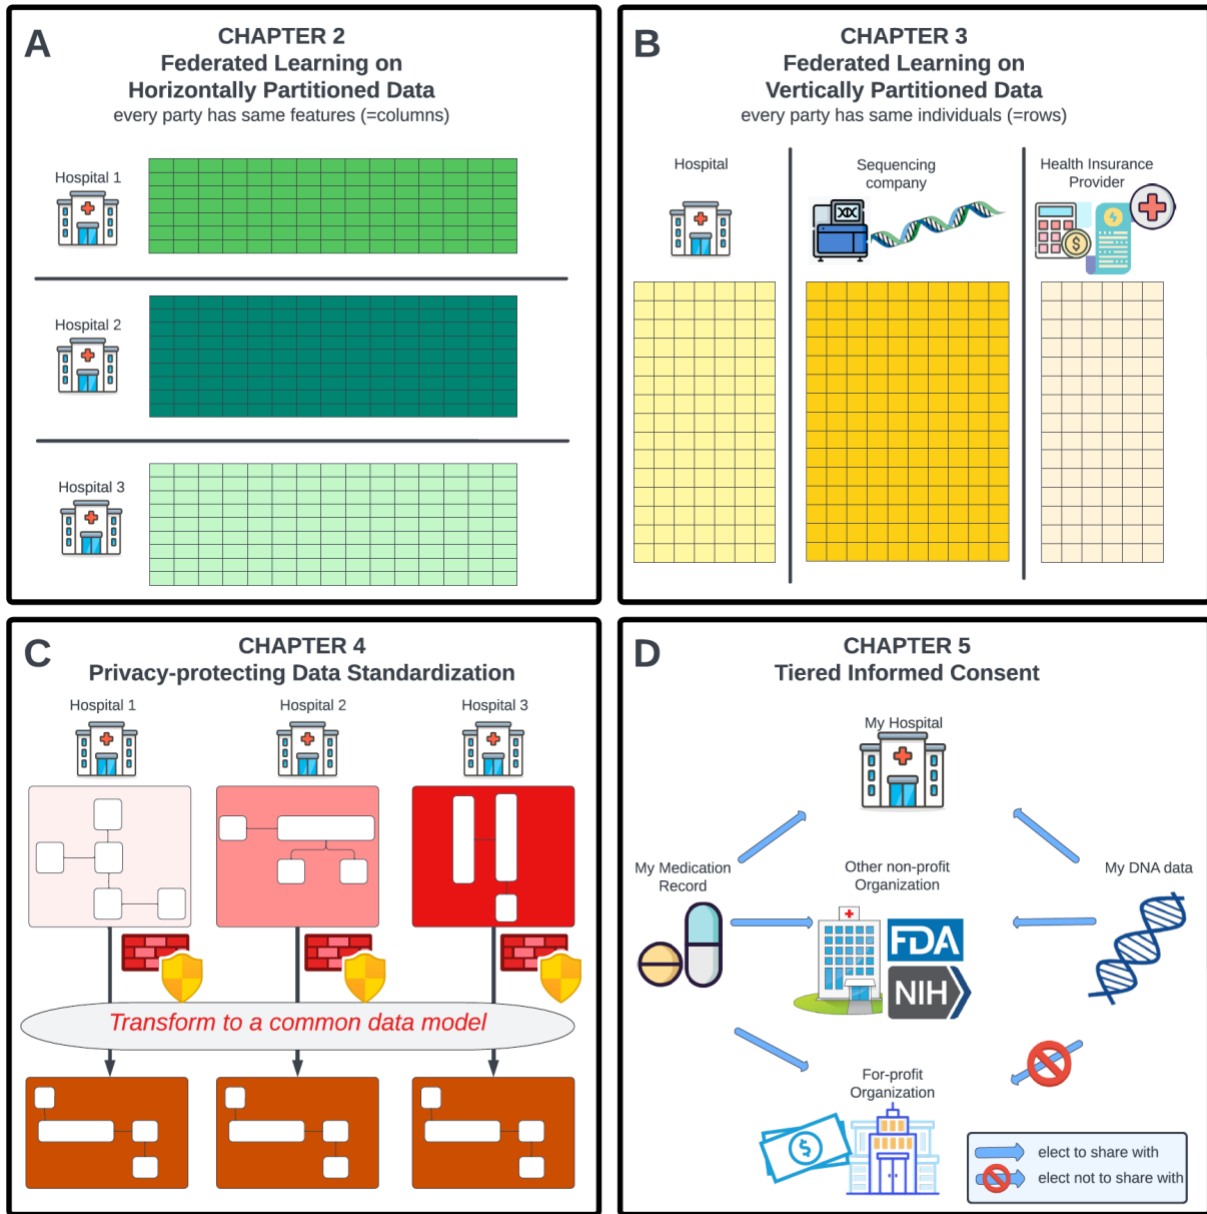 A
CHAPTER 2
Federated Learning on
Horizontally Partitioned Data
every party has same features (=columns)
Hospital 1
Hospital 2
Hospital 3
B
CHAPTER 3
Federated Learning on
Vertically Partitioned Data
every party has same individuals (=rows)
Hospital
Sequencing
company
Health Insurance
Provider
$
C
CHAPTER 4
Privacy-protecting Data Standardization
Hospital 1
Hospital 2
Hospital 3
Transform to a common data model
D
CHAPTER 5
Tiered Informed Consent
My Hospital
My Medication
Record
Other non-profit
Organization
FDA
NIH
My DNA data
For-profit
Organization
$
elect to share with
elect not to share with